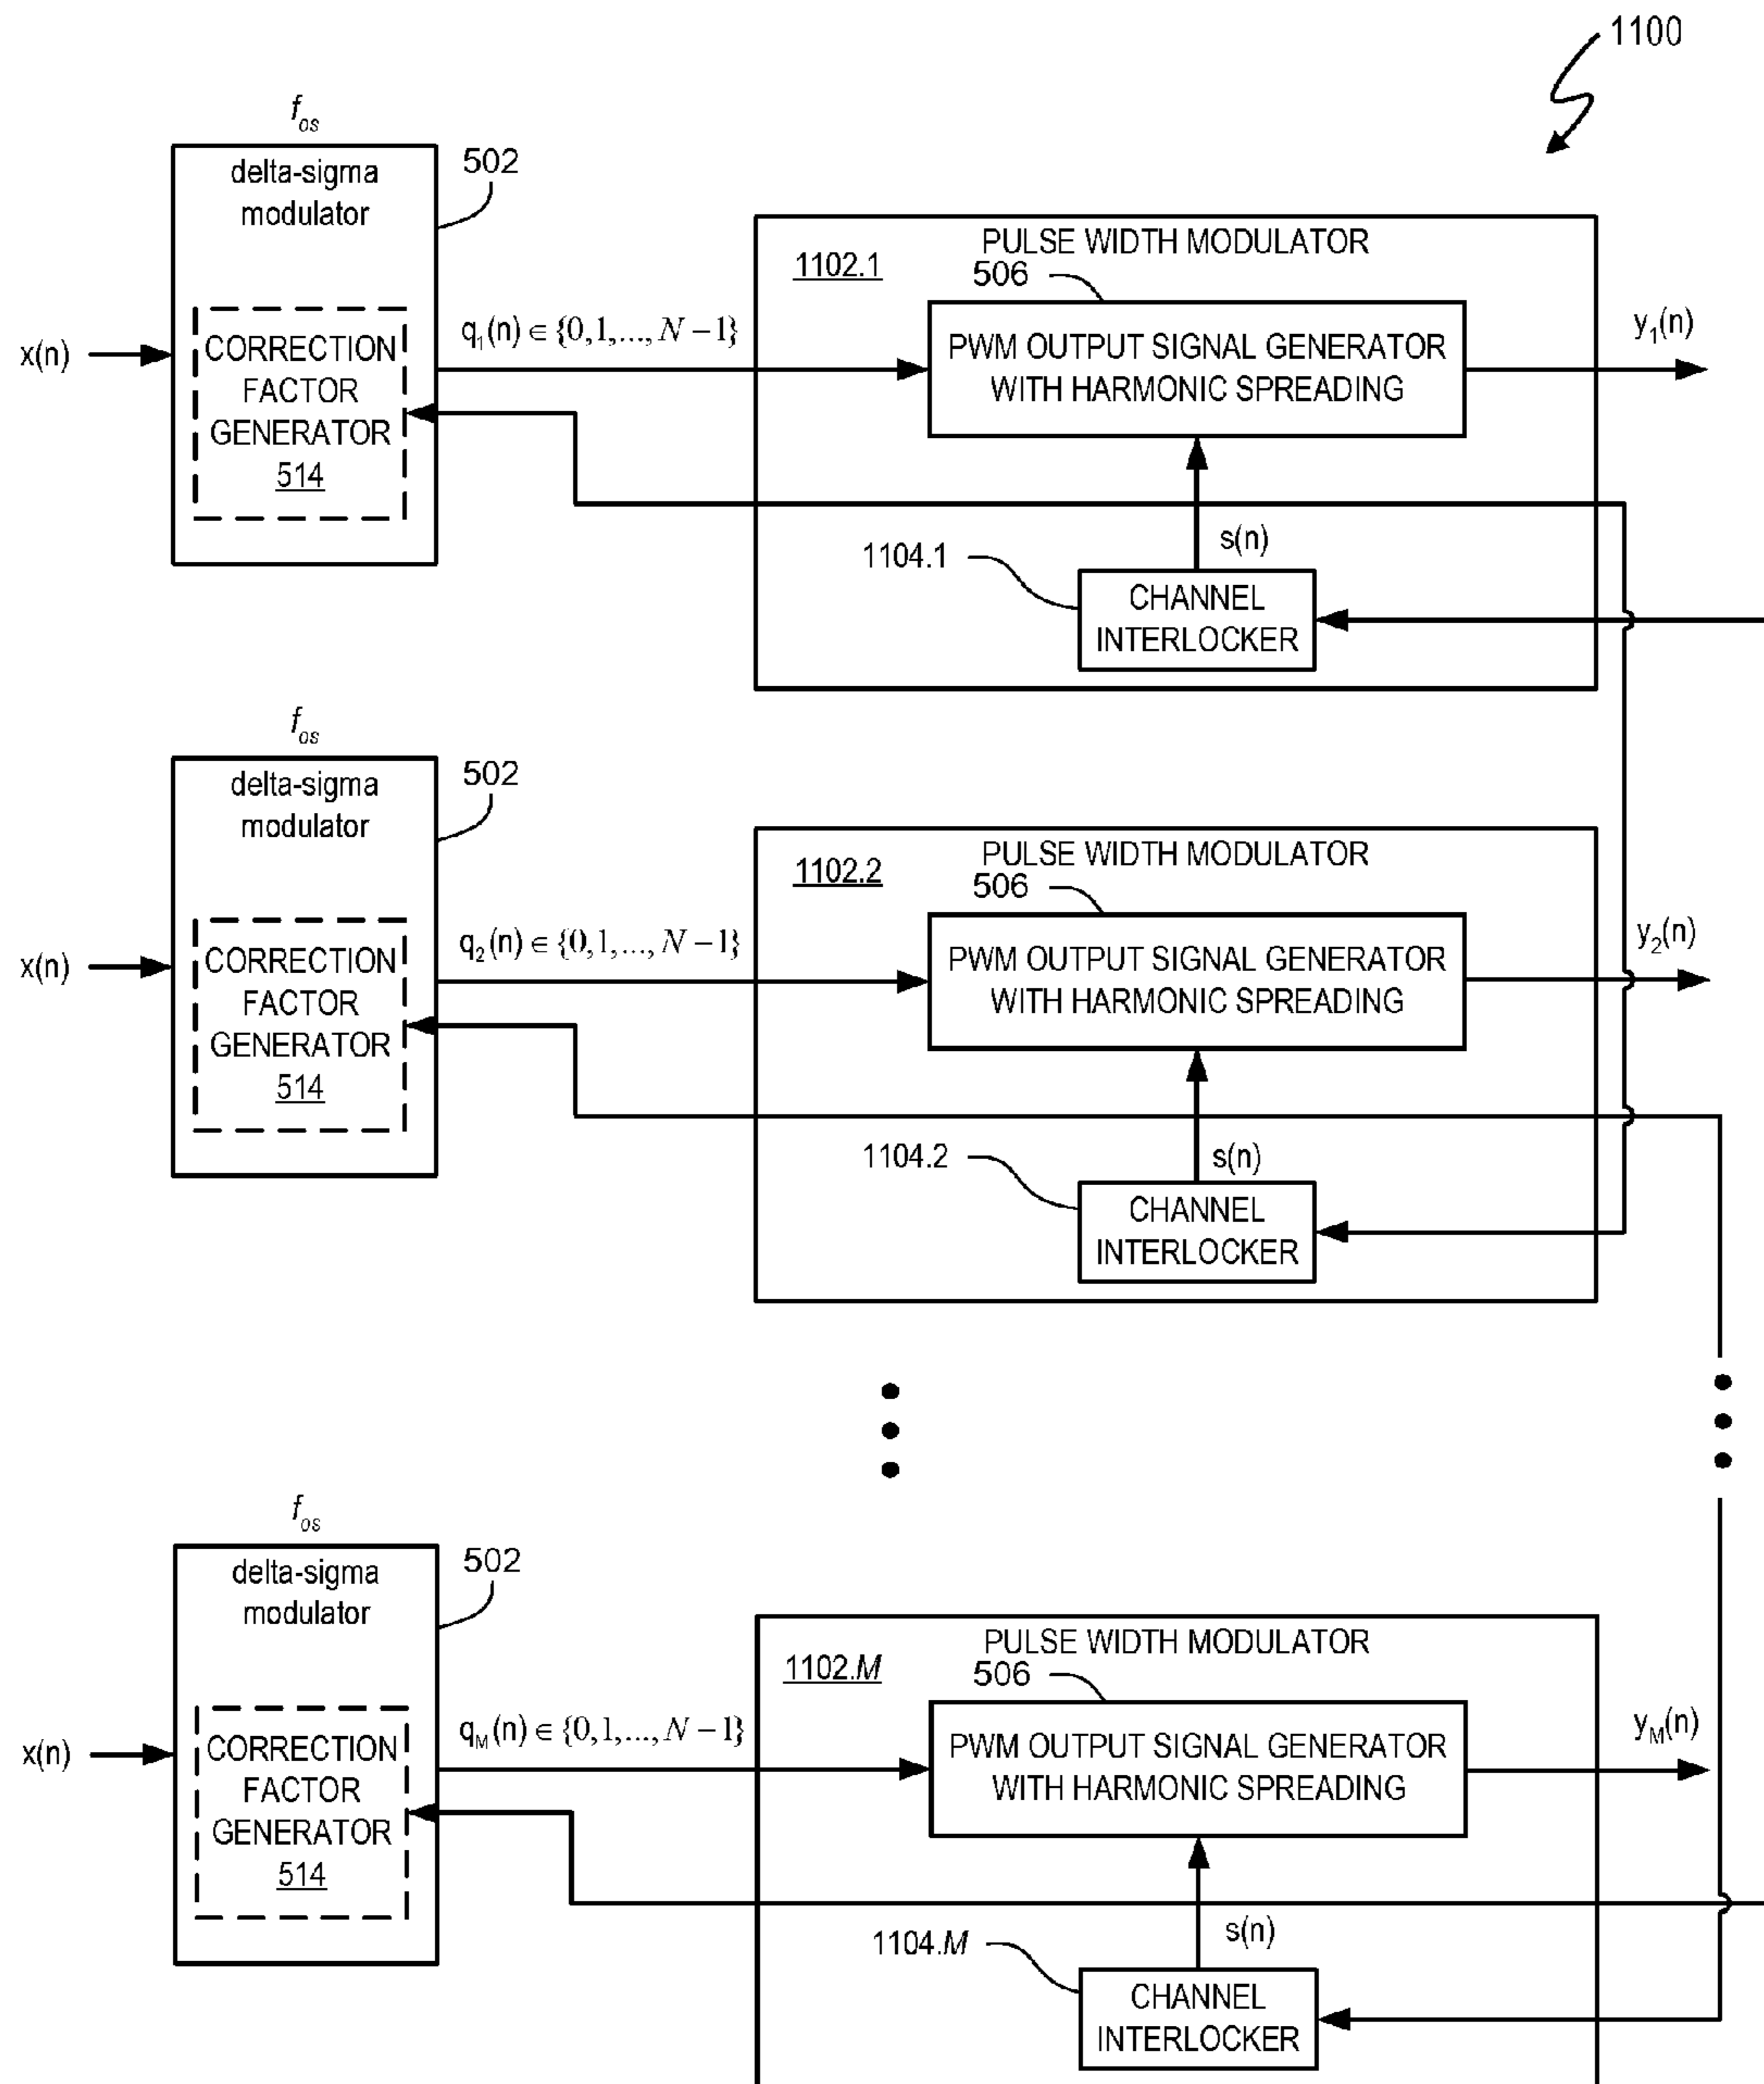 1100
f_os
delta-sigma
modulator
502
CORRECTION
FACTOR
GENERATOR
514
x(n)
q₁(n) ∈ {0,1,..., N −1}
PULSE WIDTH MODULATOR
1102.1
506
PWM OUTPUT SIGNAL GENERATOR
WITH HARMONIC SPREADING
y₁(n)
s(n)
1104.1
CHANNEL
INTERLOCKER
f_os
delta-sigma
modulator
502
CORRECTION
FACTOR
GENERATOR
514
x(n)
q₂(n) ∈ {0,1,..., N −1}
PULSE WIDTH MODULATOR
1102.2
506
PWM OUTPUT SIGNAL GENERATOR
WITH HARMONIC SPREADING
y₂(n)
s(n)
1104.2
CHANNEL
INTERLOCKER
f_os
delta-sigma
modulator
502
CORRECTION
FACTOR
GENERATOR
514
x(n)
q_M(n) ∈ {0,1,..., N −1}
PULSE WIDTH MODULATOR
1102.M
506
PWM OUTPUT SIGNAL GENERATOR
WITH HARMONIC SPREADING
y_M(n)
s(n)
1104.M
CHANNEL
INTERLOCKER